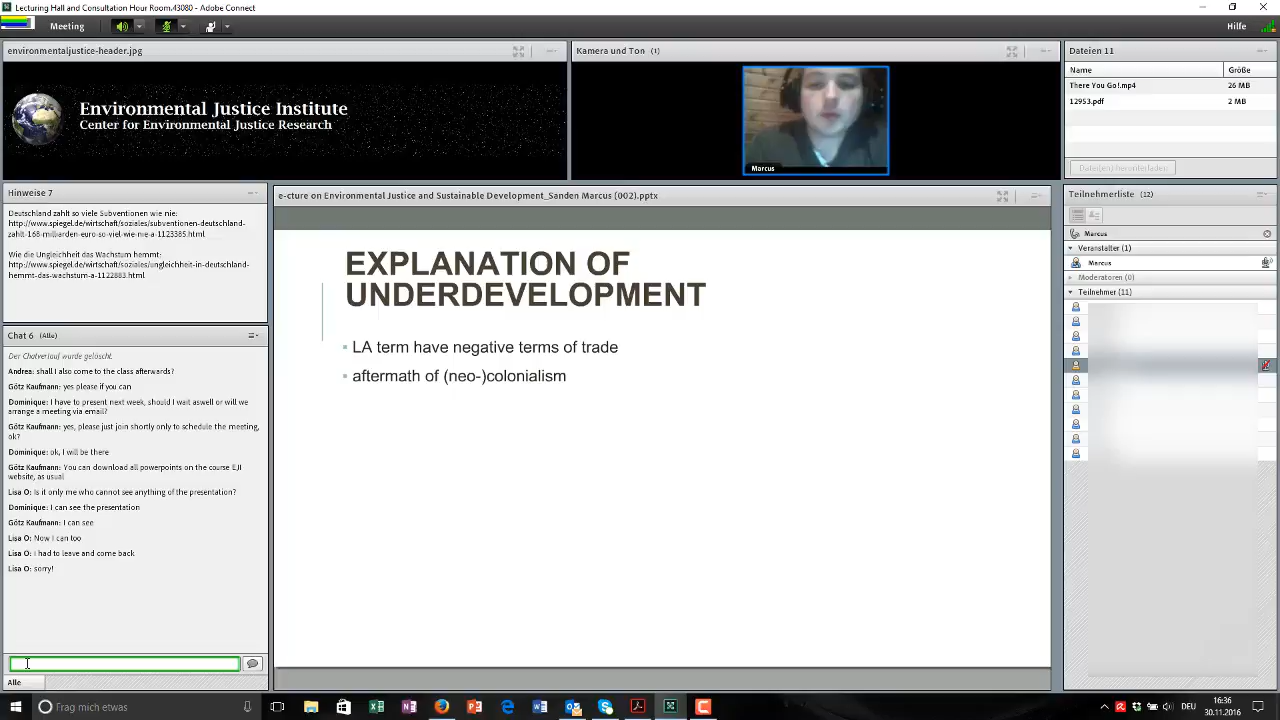 Lecturing Hall and Consultation Hour Room,43080 - Adobe Connect
Meeting
Hilfe
environmentaljustice-header.jpg
Environmental Justice Institute
Center for Environmental Justice Research
Kamera und Ton (1)
Marcus
Dateien 11
Name Größe
There You Go!.mp4 26 MB
12953.pdf 2 MB
Datei(en) herunterladen
Hinweise 7
Deutschland zahlt so viele Subventionen wie nie:
http://www.spiegel.de/wirtschaft/soziales/subventionen-deutschland-
zahlt-168-milliarden-euro-so-viel-wie-nie-a-1123385.html
Wie die Ungleichheit das Wachstum hemmt:
http://www.spiegel.de/wirtschaft/soziales/ungleichheit-in-deutschland-
hemmt-das-wachstum-a-1122883.html
Chat 6 (Alle)
Der Chatverlauf wurde gelöscht.
Andrea: shall I also come to the class afterwards?
Götz Kaufmann: yes please if you can
Dominique: I have to present next week, should I wait aswell or will we
arrange a meeting via email?
Götz Kaufmann: yes, please just join shortly only to schedule the meeting,
ok?
Dominique: ok, I will be there
Götz Kaufmann: You can download all powerpoints on the course EJI
website, as usual
Lisa O: Is it only me who cannot see anything of the presentation?
Dominique: I can see the presentation
Götz Kaufmann: I can see
Lisa O: Now I can too
Lisa O: i had to leave and come back
Lisa O: sorry!
Alle
e-cture on Environmental Justice and Sustainable Development_Sanden Marcus (002).pptx
EXPLANATION OF
UNDERDEVELOPMENT
LA term have negative terms of trade
aftermath of (neo-)colonialism
Teilnehmerliste (12)
Marcus
Veranstalter (1)
Marcus
Moderatoren (0)
Teilnehmer (11)
Frag mich etwas
16:36
30.11.2016